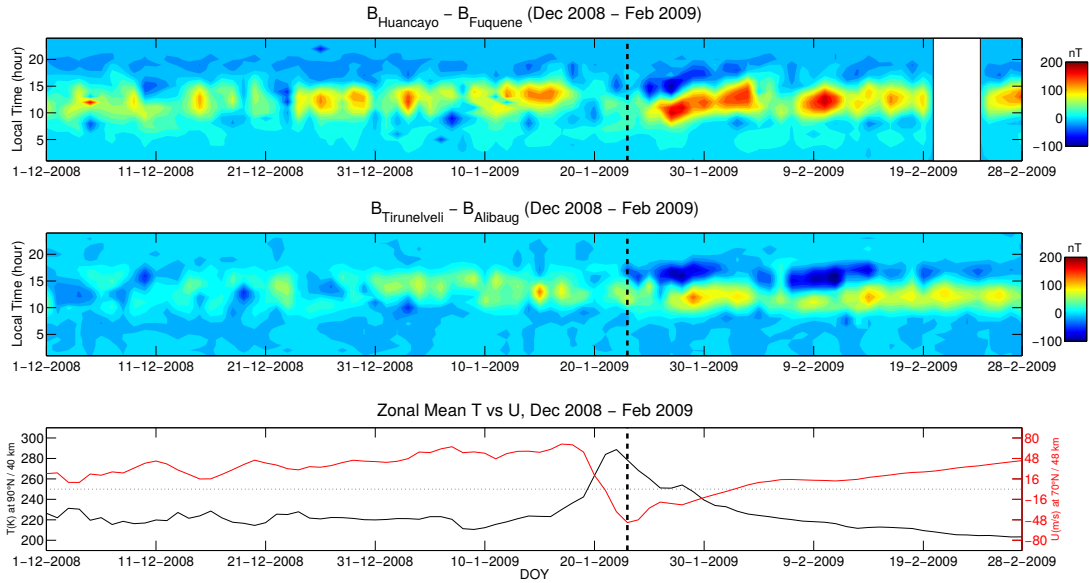 B_Huancayo − B_Fuquene (Dec 2008 − Feb 2009)
Local Time (hour)
20
15
10
5
1−12−2008 11−12−2008 21−12−2008 31−12−2008 10−1−2009 20−1−2009 30−1−2009 9−2−2009 19−2−2009 28−2−2009
nT
200
100
0
−100
B_Tirunelveli − B_Alibaug (Dec 2008 − Feb 2009)
Local Time (hour)
20
15
10
5
1−12−2008 11−12−2008 21−12−2008 31−12−2008 10−1−2009 20−1−2009 30−1−2009 9−2−2009 19−2−2009 28−2−2009
nT
200
100
0
−100
Zonal Mean T vs U, Dec 2008 − Feb 2009
T(K) at 90°N / 40 km
300
280
260
240
220
200
80
48
16
−16
−48
−80
U(m/s) at 70°N / 48 km
1−12−2008 11−12−2008 21−12−2008 31−12−2008 10−1−2009 20−1−2009 30−1−2009 9−2−2009 19−2−2009 28−2−2009
DOY